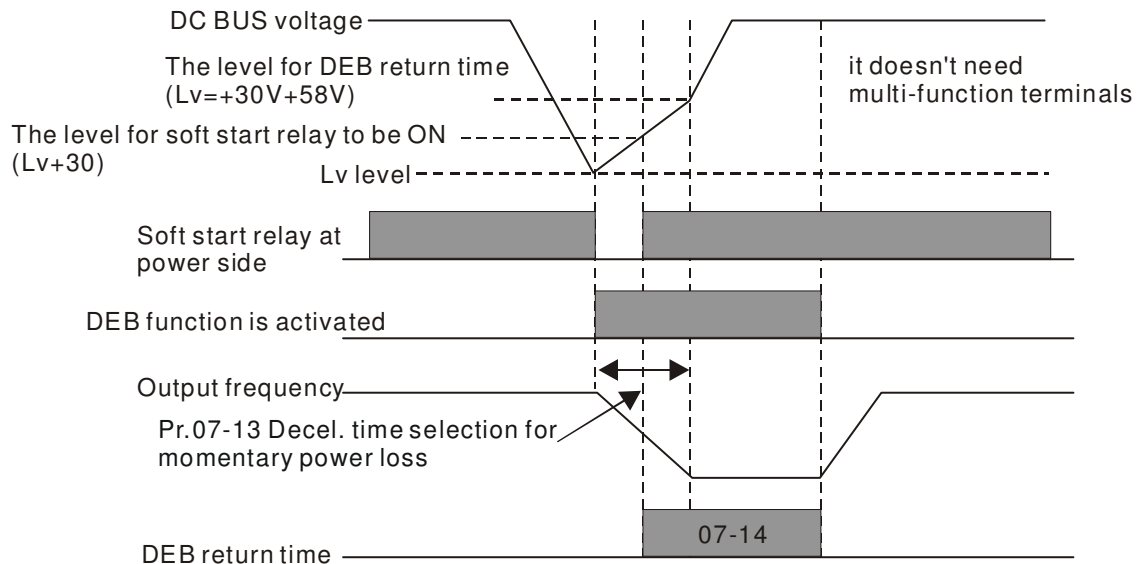 DC BUS voltage
The level for DEB return time
(Lv=+30V+58V)
it doesn't need
multi-function terminals
The level for soft start relay to be ON
(Lv+30)
Lv level
Soft start relay at
power side
DEB function is activated
Output frequency
Pr.07-13 Decel. time selection for
momentary power loss
07-14
DEB return time